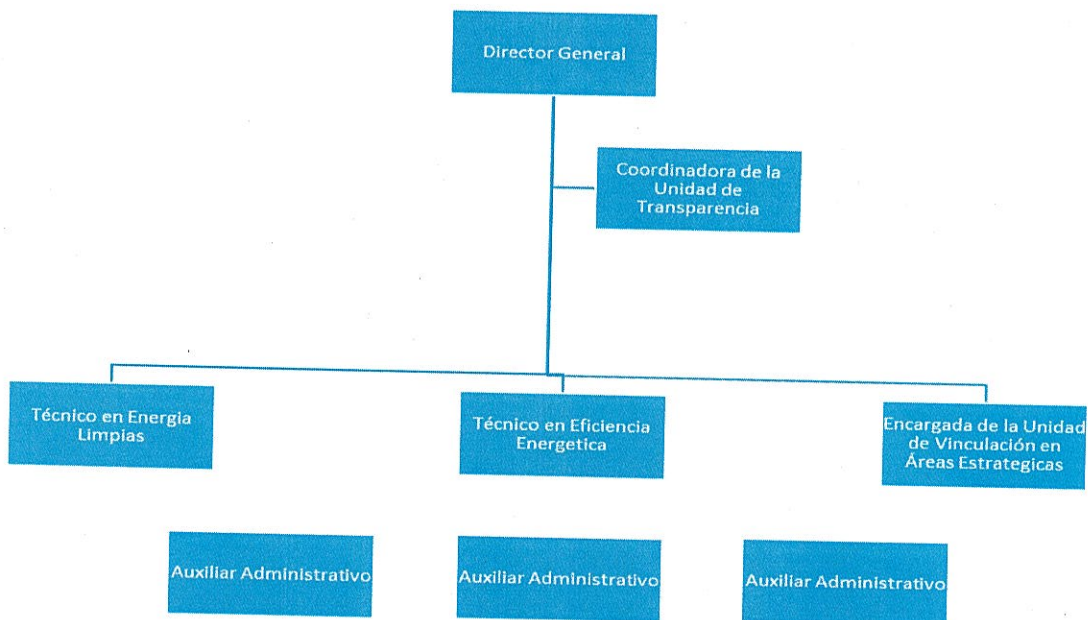 Director General
Coordinadora de la
Unidad de
Transparencia
Técnico en Energia
Limpias
Técnico en Eficiencia
Energetica
Encargada de la Unidad
de Vinculación en
Áreas Estrategicas
Auxiliar Administrativo
Auxiliar Administrativo
Auxiliar Administrativo